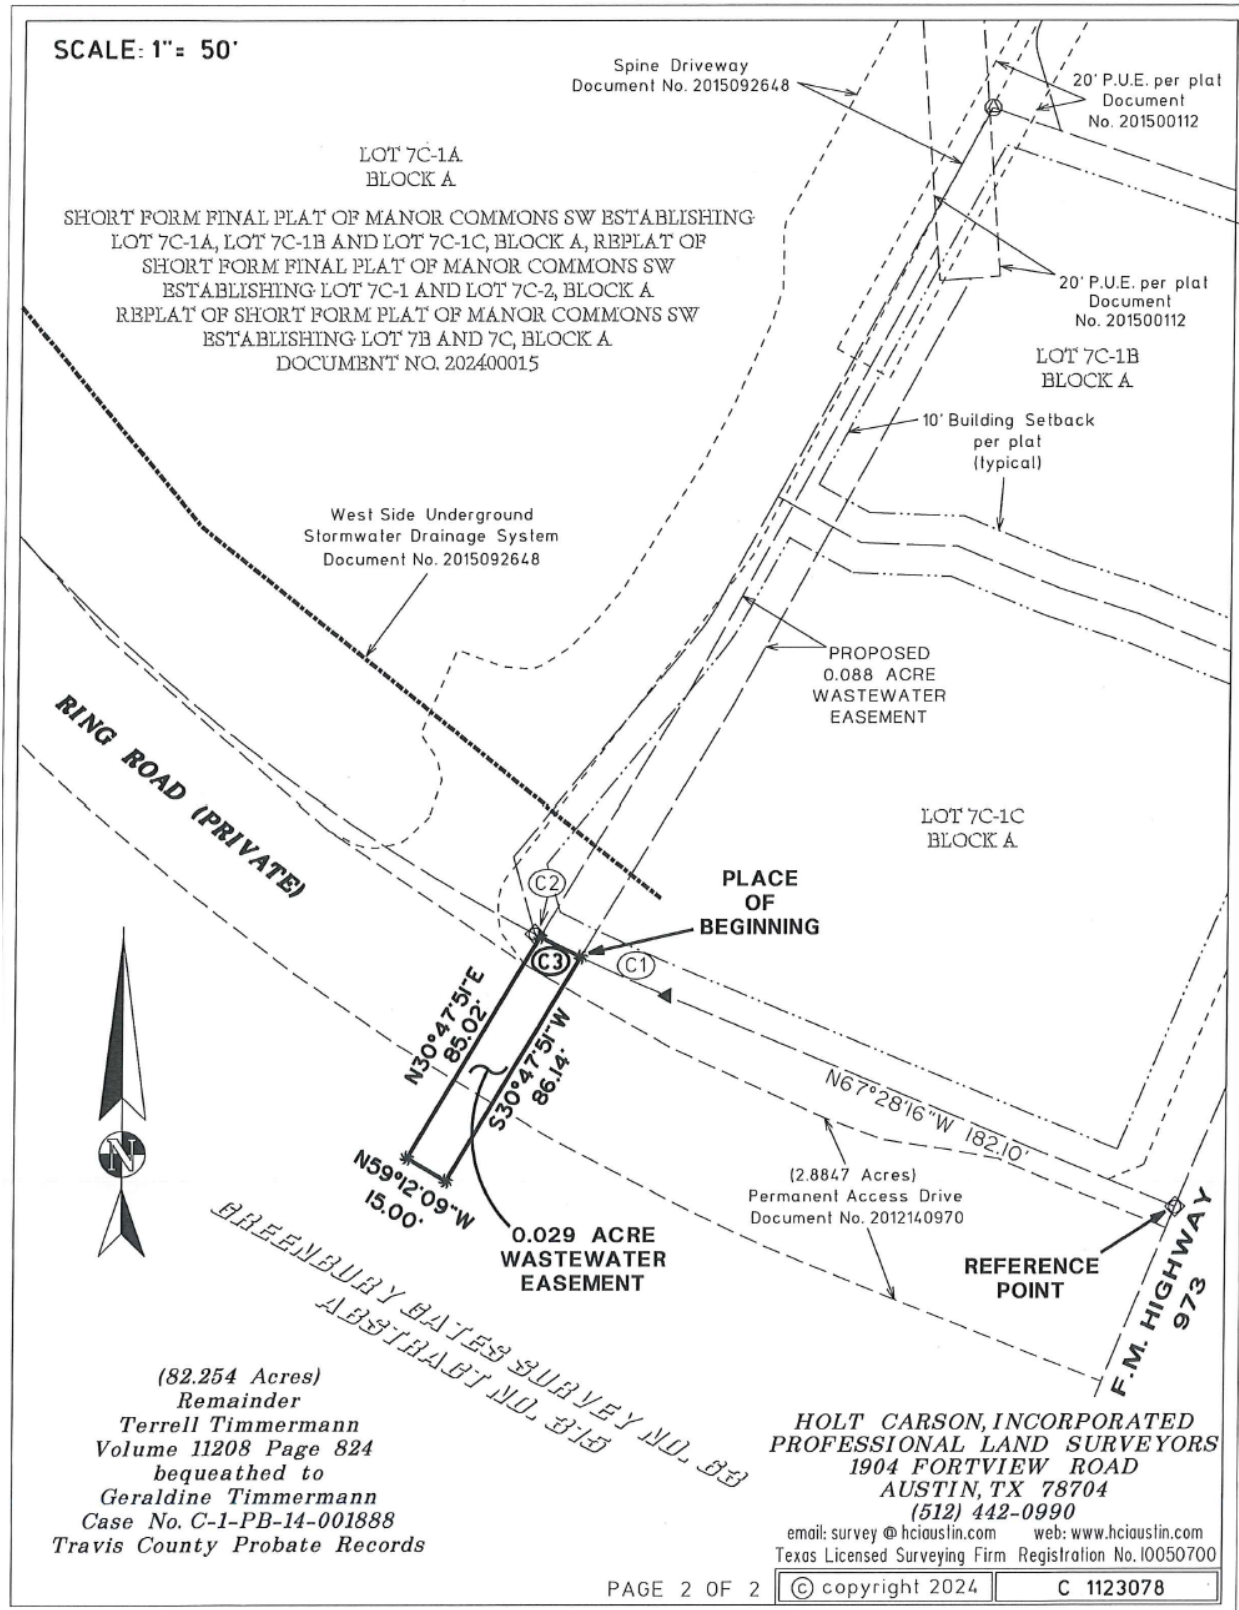 SCALE: 1"= 50'
Spine Driveway
Document No. 2015092648
20' P.U.E. per plat
Document
No. 201500112
LOT 7C-1A
BLOCK A
SHORT FORM FINAL PLAT OF MANOR COMMONS SW ESTABLISHING
LOT 7C-1A, LOT 7C-1B AND LOT 7C-1C, BLOCK A, REPLAT OF
SHORT FORM FINAL PLAT OF MANOR COMMONS SW
ESTABLISHING LOT 7C-1 AND LOT 7C-2, BLOCK A
REPLAT OF SHORT FORM PLAT OF MANOR COMMONS SW
ESTABLISHING LOT 7B AND 7C, BLOCK A
DOCUMENT NO. 202400015
20' P.U.E. per plat
Document
No. 201500112
LOT 7C-1B
BLOCK A
10' Building Setback
per plat
(typical)
West Side Underground
Stormwater Drainage System
Document No. 2015092648
PROPOSED
0.088 ACRE
WASTEWATER
EASEMENT
RING ROAD (PRIVATE)
LOT 7C-1C
BLOCK A
C2
PLACE
OF
BEGINNING
C3
C1
N30°47'51"E
85.02'
S30°47'51"W
86.14'
N67°28'16"W 182.10'
N
N59°12'09"W
15.00'
(2.8847 Acres)
Permanent Access Drive
Document No. 2012140970
0.029 ACRE
WASTEWATER
EASEMENT
REFERENCE
POINT
F.M. HIGHWAY
973
GREENBURY GATES SURVEY NO. 63
ABSTRACT NO. 315
(82.254 Acres)
Remainder
Terrell Timmermann
Volume 11208 Page 824
bequeathed to
Geraldine Timmermann
Case No. C-1-PB-14-001888
Travis County Probate Records
HOLT CARSON, INCORPORATED
PROFESSIONAL LAND SURVEYORS
1904 FORTVIEW ROAD
AUSTIN, TX 78704
(512) 442-0990
email: survey @ hciaustin.com web: www.hciaustin.com
Texas Licensed Surveying Firm Registration No. 10050700
PAGE 2 OF 2 © copyright 2024 C 1123078